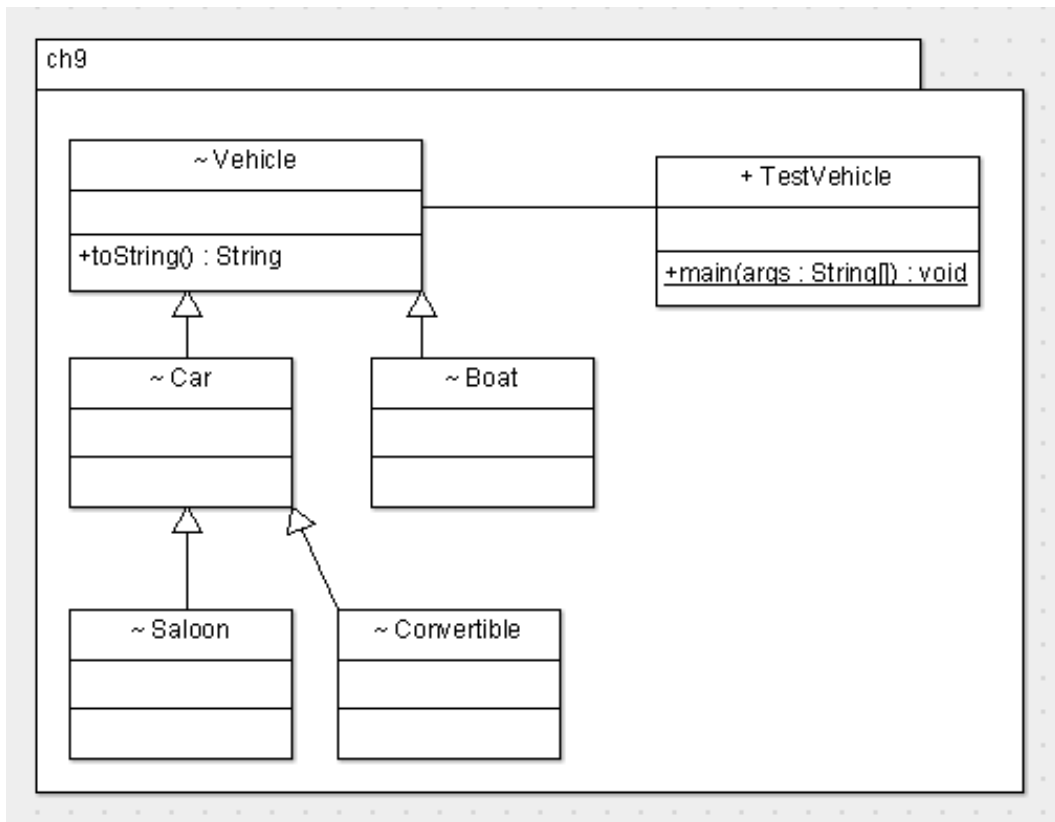 ch9
~ Vehicle
+toString() : String
+ TestVehicle
+main(args : String[]) : void
~ Car
~ Boat
~ Saloon
~ Convertible